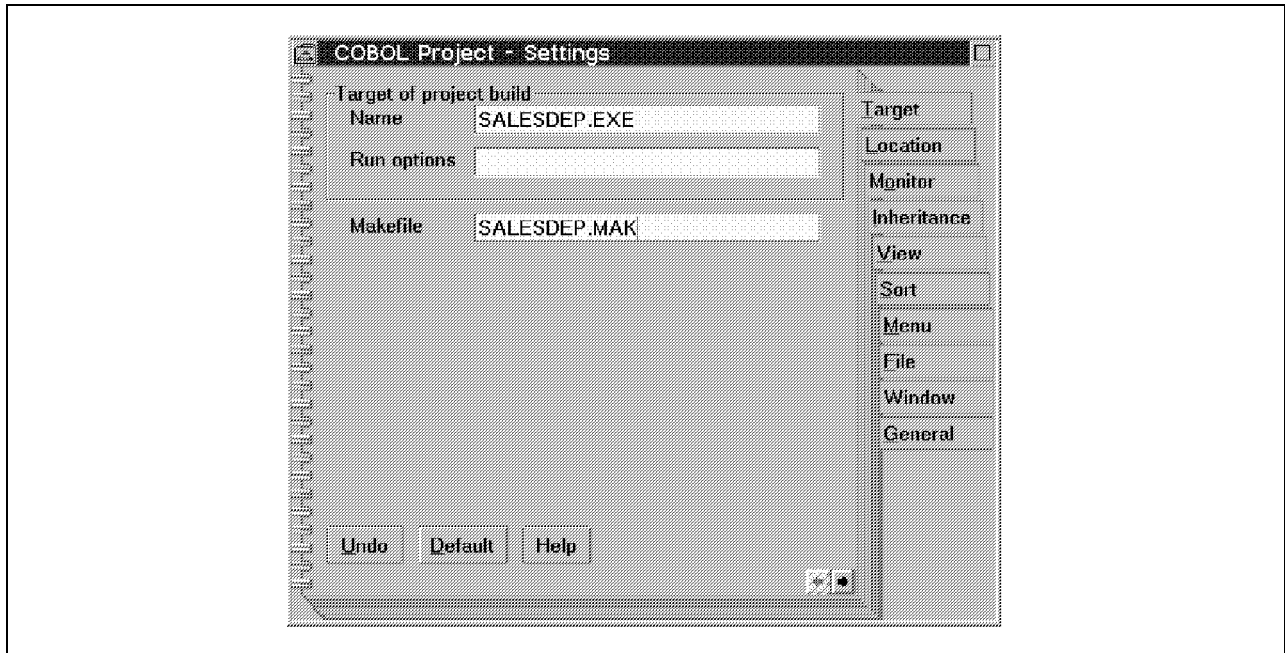 COBOL Project - Settings
Target of project build
Name SALESDEP.EXE
Run options
Makefile SALESDEP.MAK
Target
Location
Monitor
Inheritance
View
Sort
Menu
File
Window
General
Undo Default Help